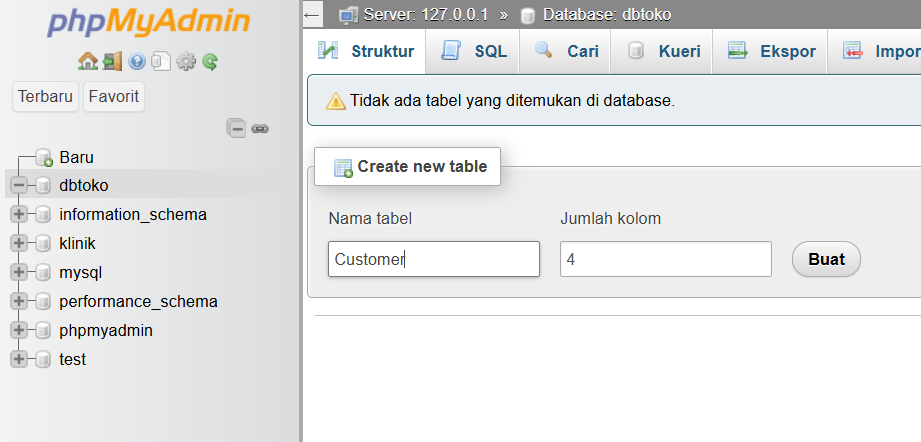 phpMyAdmin
Terbaru Favorit
Baru
dbtoko
information_schema
klinik
mysql
performance_schema
phpmyadmin
test
Server: 127.0.0.1 » Database: dbtoko
Struktur SQL Cari Kueri Ekspor Impor
Tidak ada tabel yang ditemukan di database.
Create new table
Nama tabel Jumlah kolom
Customer 4 Buat